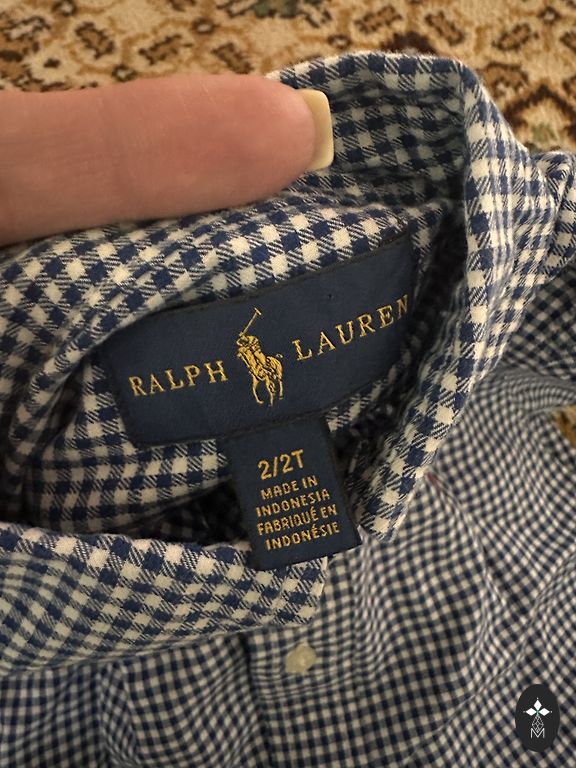 RALPH LAUREN
2/2T
MADE IN
INDONESIA
FABRIQUÉ EN
INDONÉSIE
M